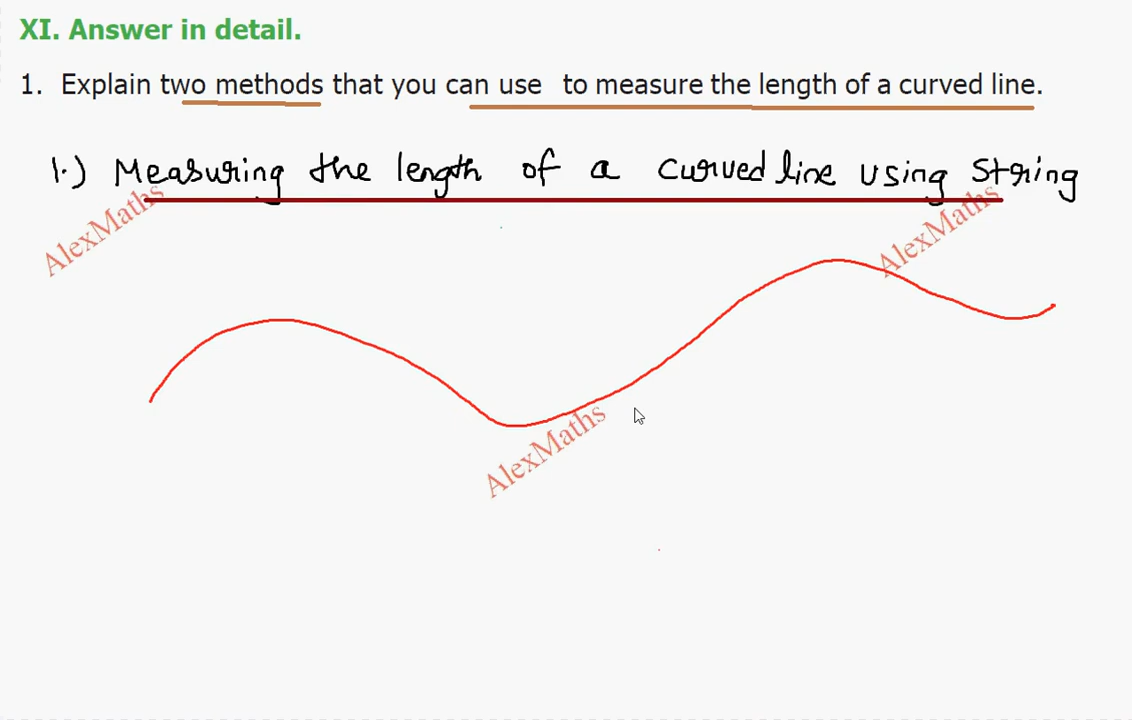 XI. Answer in detail.
1. Explain two methods that you can use to measure the length of a curved line.
1.) Measuring the length of a curved line using String
AlexMaths
AlexMaths
AlexMaths